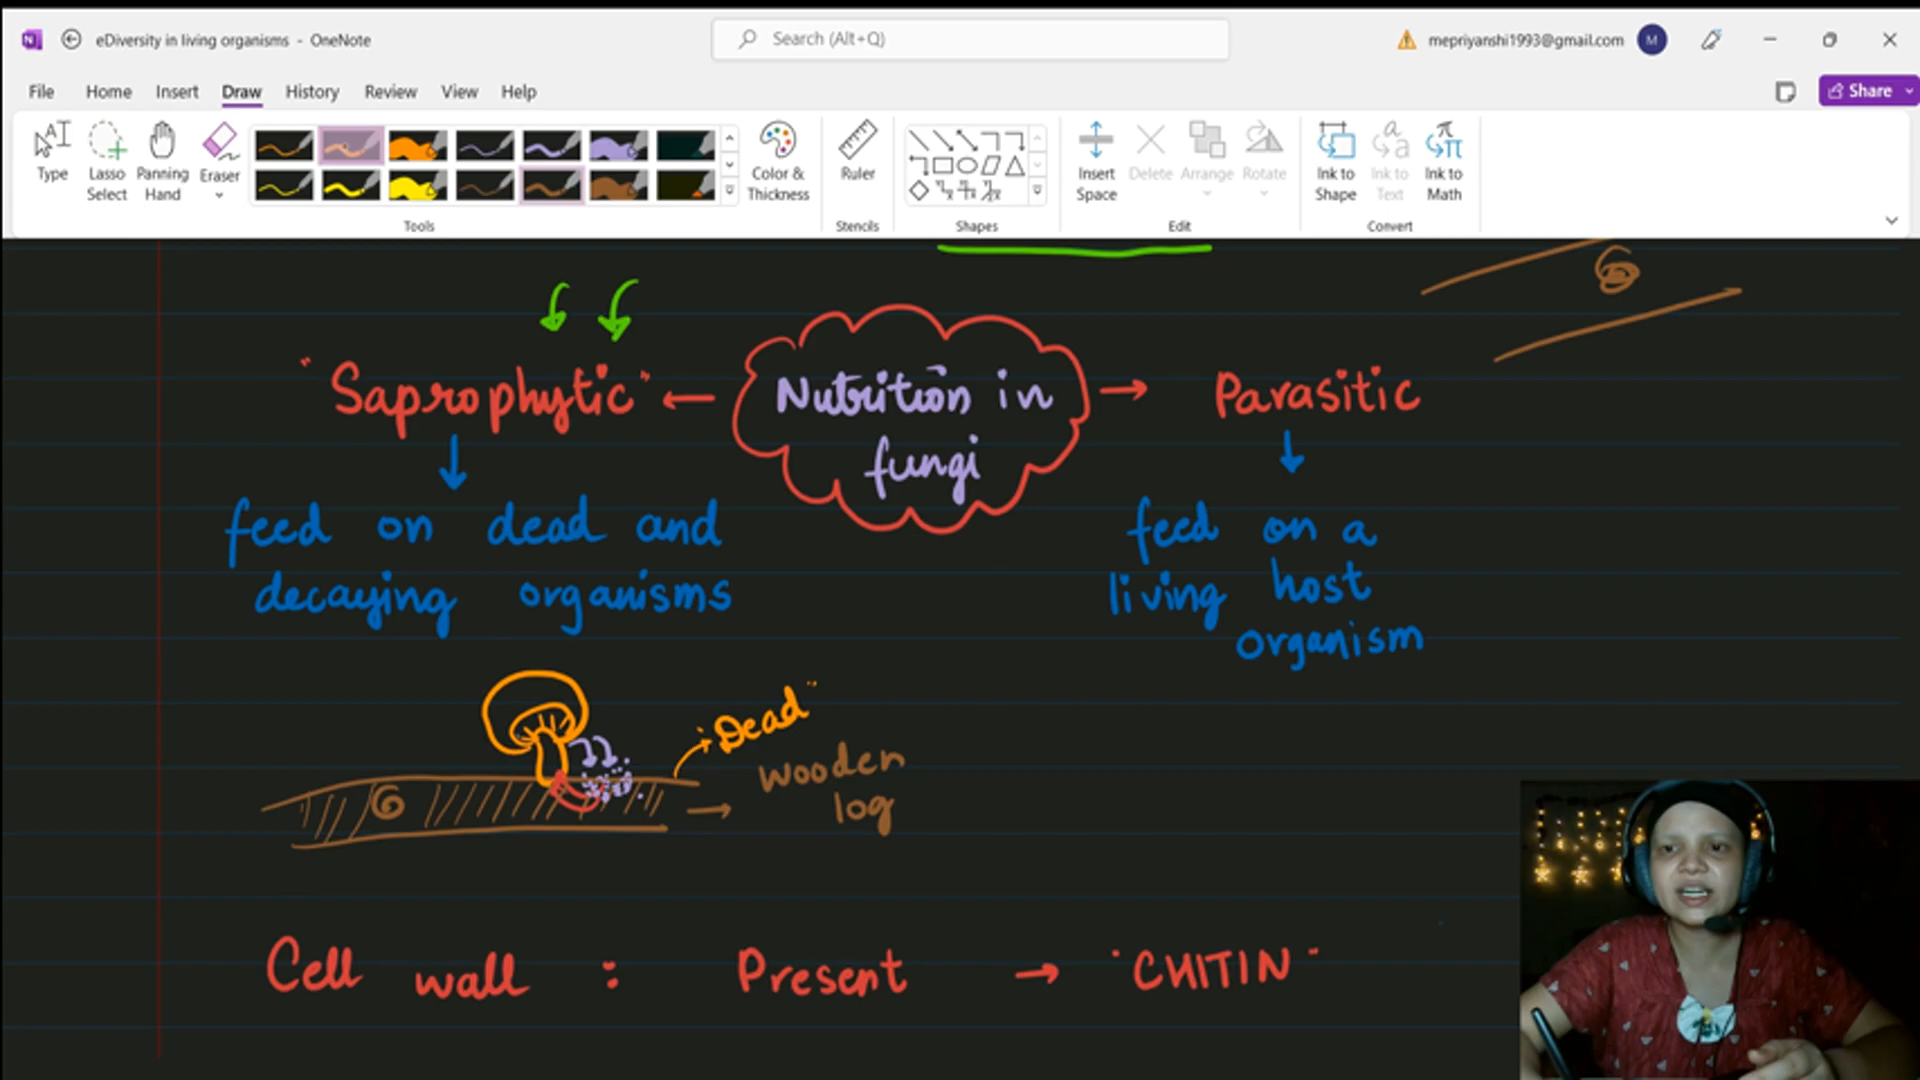 eDiversity in living organisms - OneNote
Search (Alt+Q)
mepriyanshi1993@gmail.com
M
File Home Insert Draw History Review View Help
Share
Type
Lasso Select
Panning Hand
Eraser
Color & Thickness
Ruler
Insert Space
Delete
Arrange
Rotate
Ink to Shape
Ink to Text
Ink to Math
Tools
Stencils
Shapes
Edit
Convert
"Saprophytic" ← Nutrition in fungi → Parasitic
feed on dead and
decaying organisms
feed on a
living host
organism
"Dead"
wooden
log
Cell wall : Present → "CHITIN"